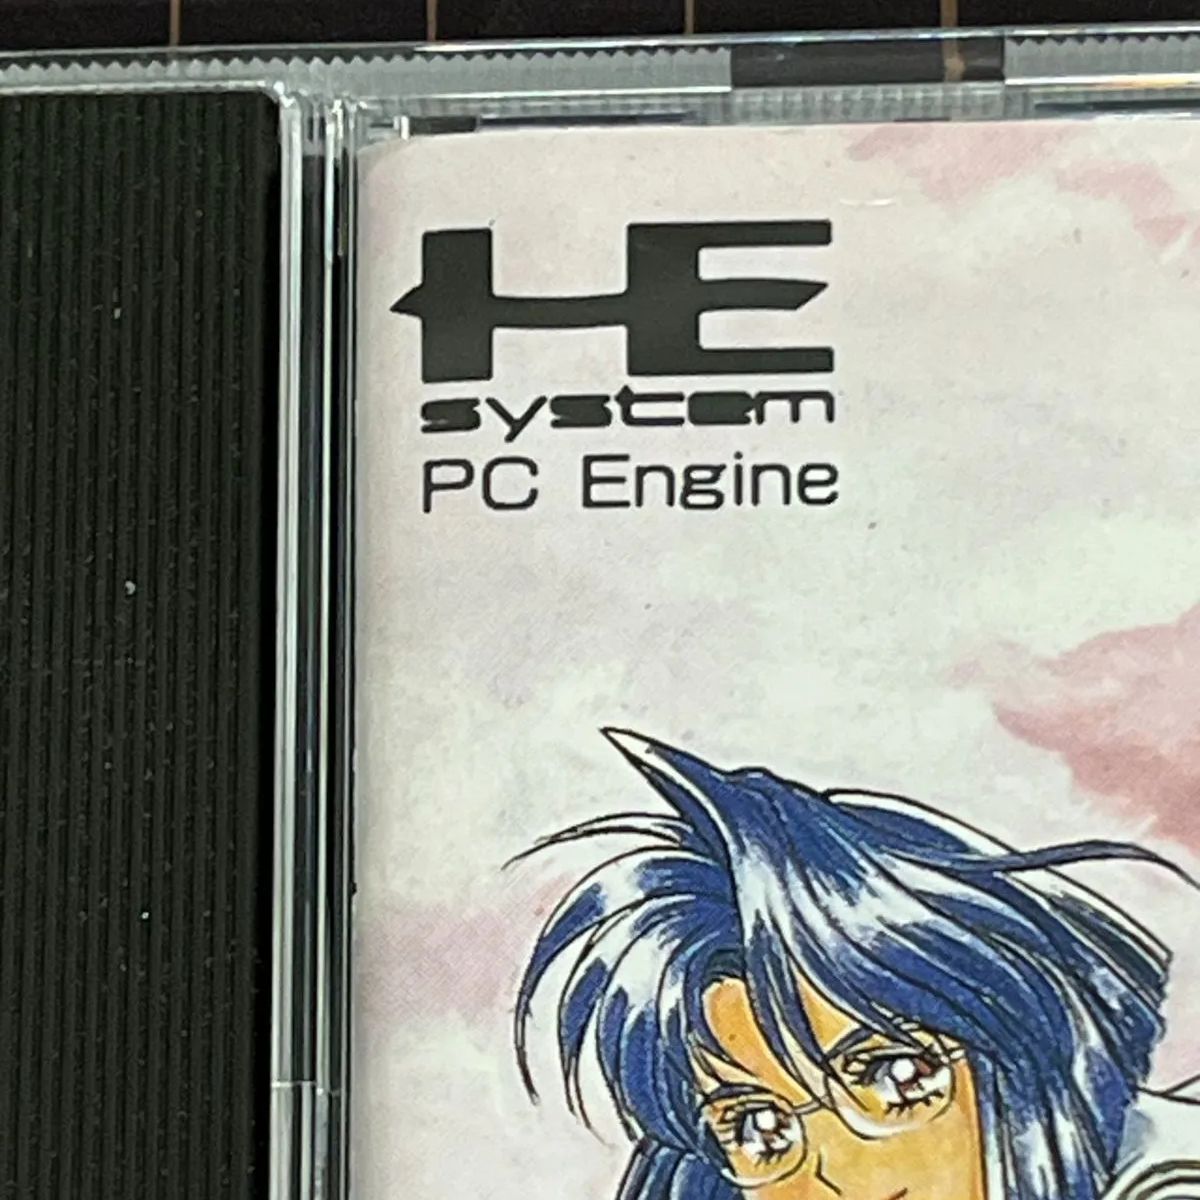 HE
system
PC Engine